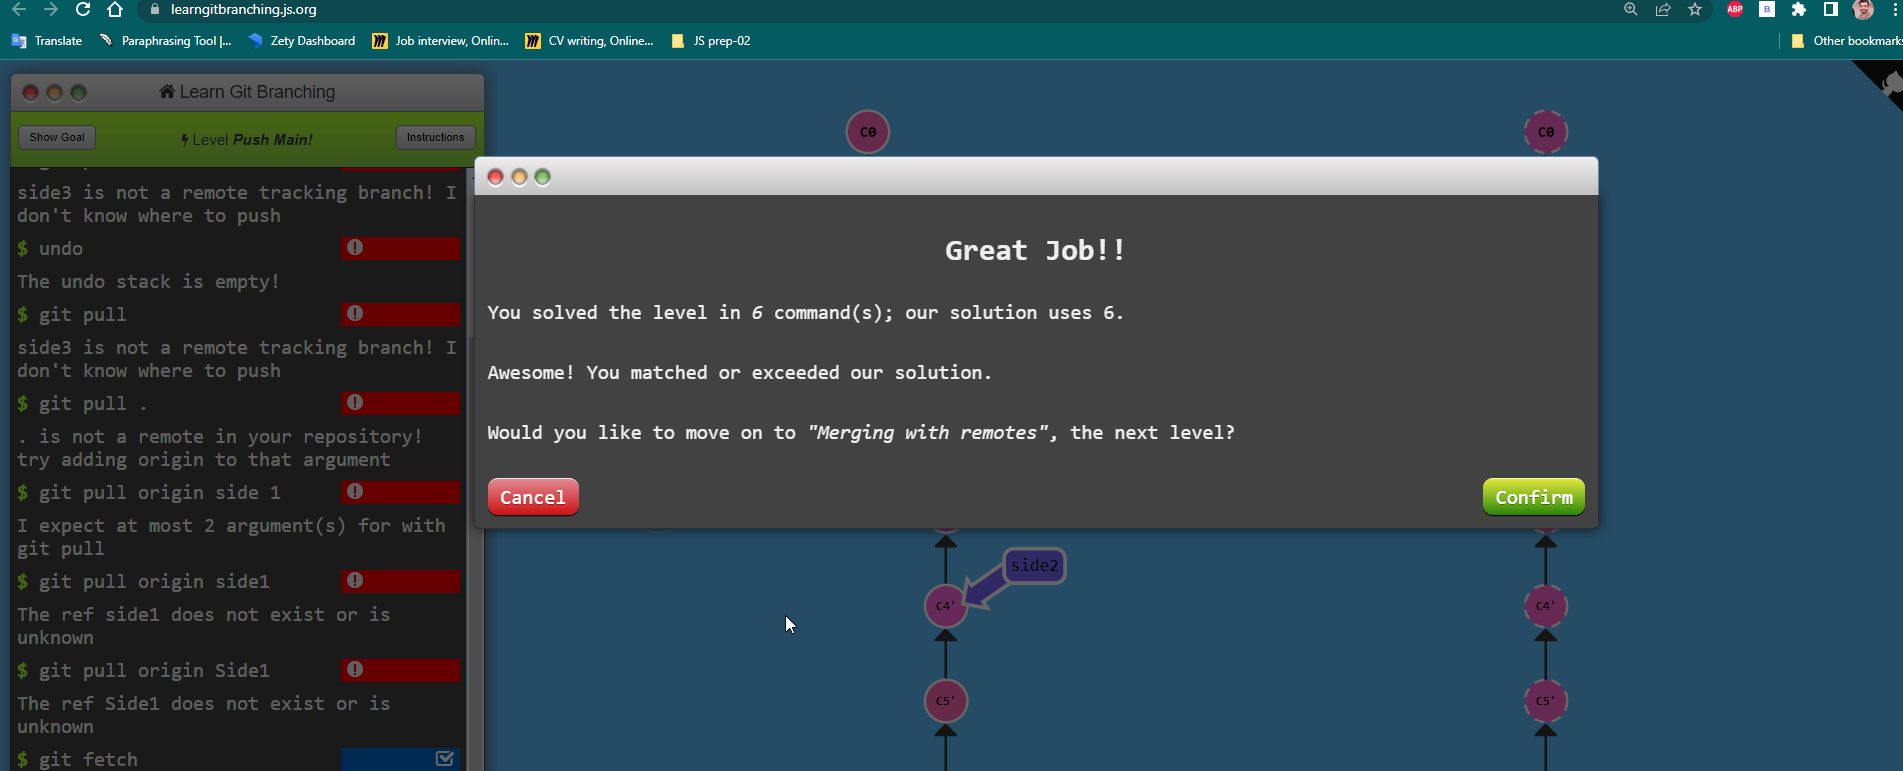 learngitbranching.js.org
ABP
B
Translate
Paraphrasing Tool |...
Zety Dashboard
Job interview, Onlin...
CV writing, Online...
JS prep-02
Other bookmarks
Learn Git Branching
Show Goal
Level Push Main!
Instructions
side3 is not a remote tracking branch! I
don't know where to push
$ undo
The undo stack is empty!
$ git pull
side3 is not a remote tracking branch! I
don't know where to push
$ git pull .
. is not a remote in your repository!
try adding origin to that argument
$ git pull origin side 1
I expect at most 2 argument(s) for with
git pull
$ git pull origin side1
The ref side1 does not exist or is
unknown
$ git pull origin Side1
The ref Side1 does not exist or is
unknown
$ git fetch
C0
C0
Great Job!!
You solved the level in 6 command(s); our solution uses 6.
Awesome! You matched or exceeded our solution.
Would you like to move on to "Merging with remotes", the next level?
Cancel
Confirm
side2
C4'
C4'
C5'
C5'